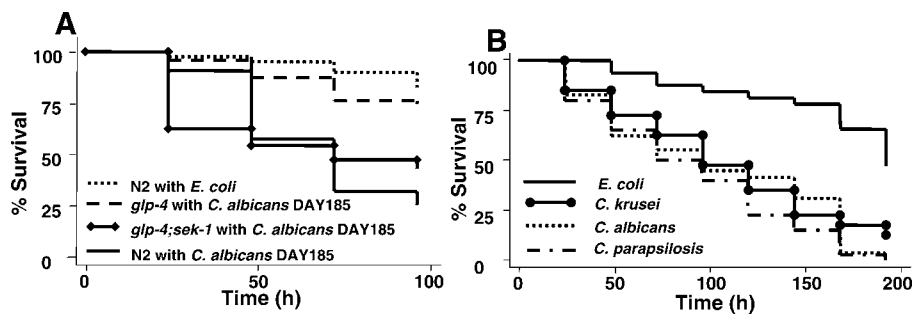 A
% Survival
100
75
50
25
0
N2 with E. coli
glp-4 with C. albicans DAY185
glp-4;sek-1 with C. albicans DAY185
N2 with C. albicans DAY185
0
50
100
Time (h)
B
% Survival
100
75
50
25
0
E. coli
C. krusei
C. albicans
C. parapsilosis
0
50
100
150
200
Time (h)